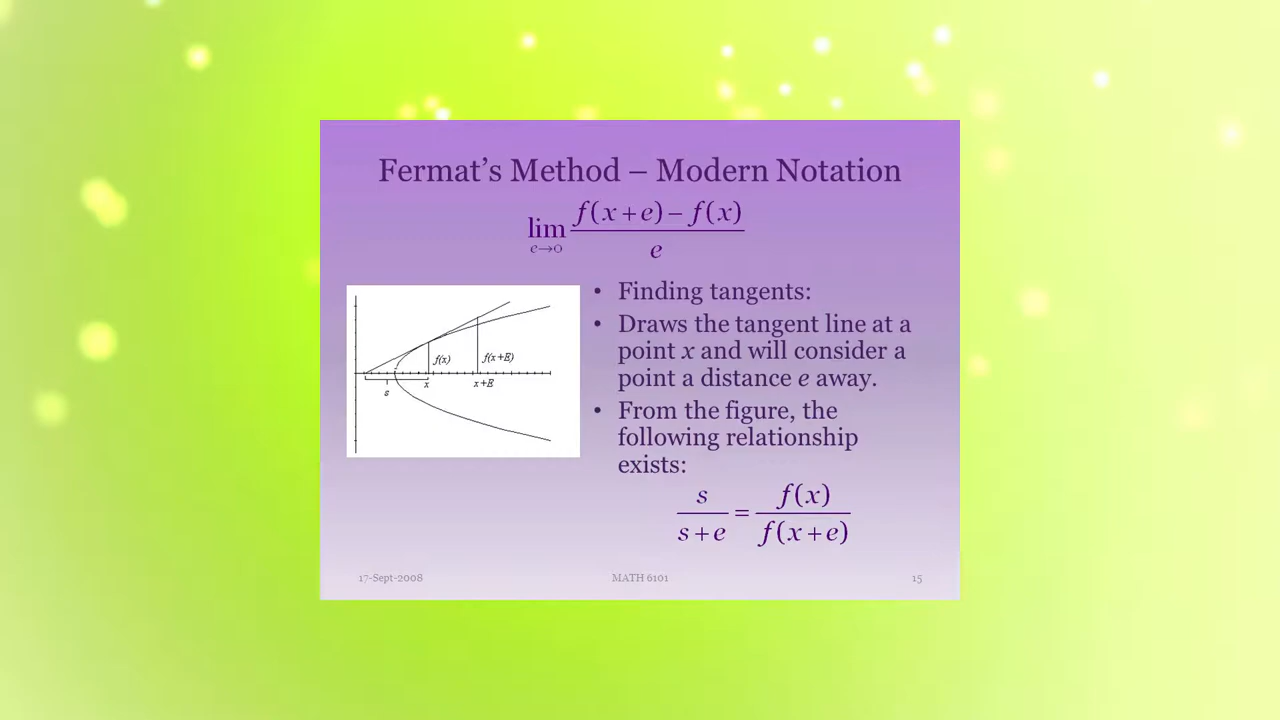 Fermat's Method – Modern Notation
lim e→0 f(x+e)−f(x) / e
• Finding tangents:
• Draws the tangent line at a
point x and will consider a
point a distance e away.
• From the figure, the
following relationship
exists:
s / s+e = f(x) / f(x+e)
f(x)
f(x+E)
s
x
x+E
17-Sept-2008
MATH 6101
15